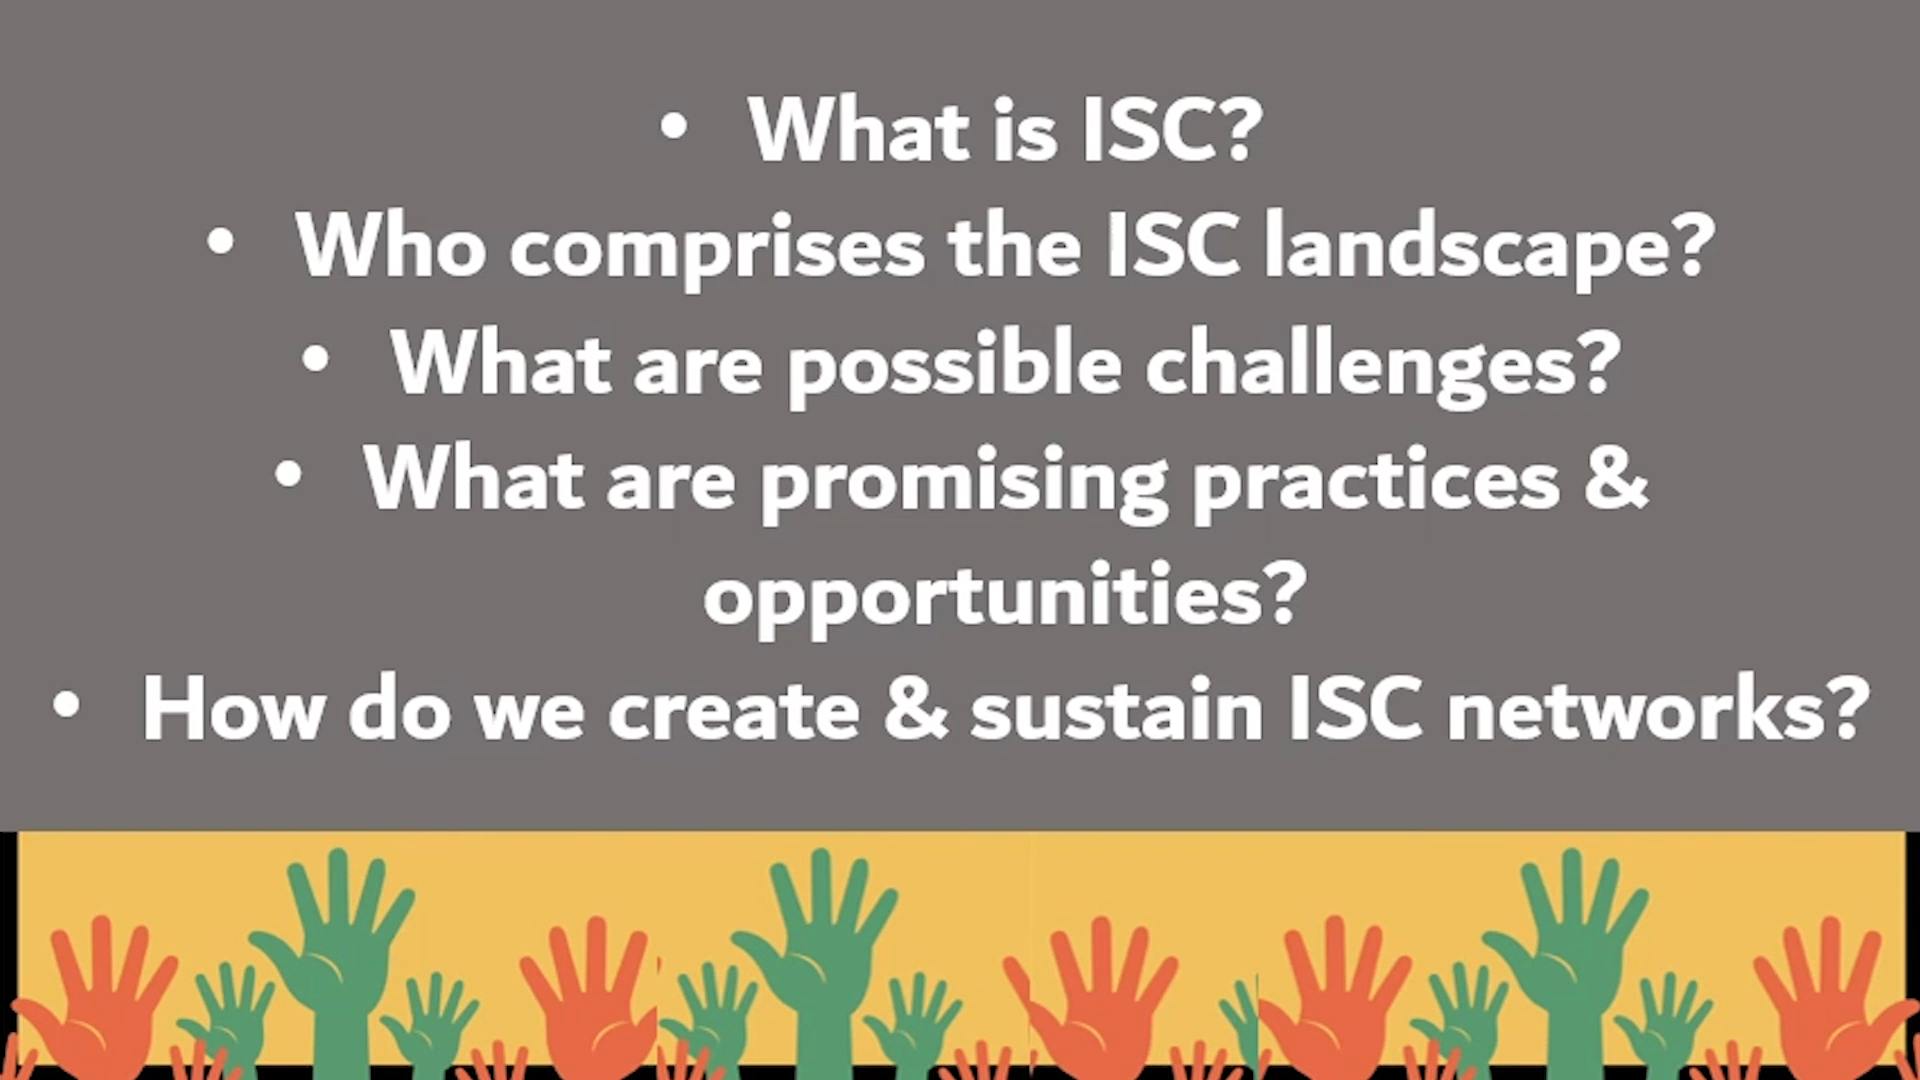 • What is ISC?
• Who comprises the ISC landscape?
• What are possible challenges?
• What are promising practices &
opportunities?
• How do we create & sustain ISC networks?